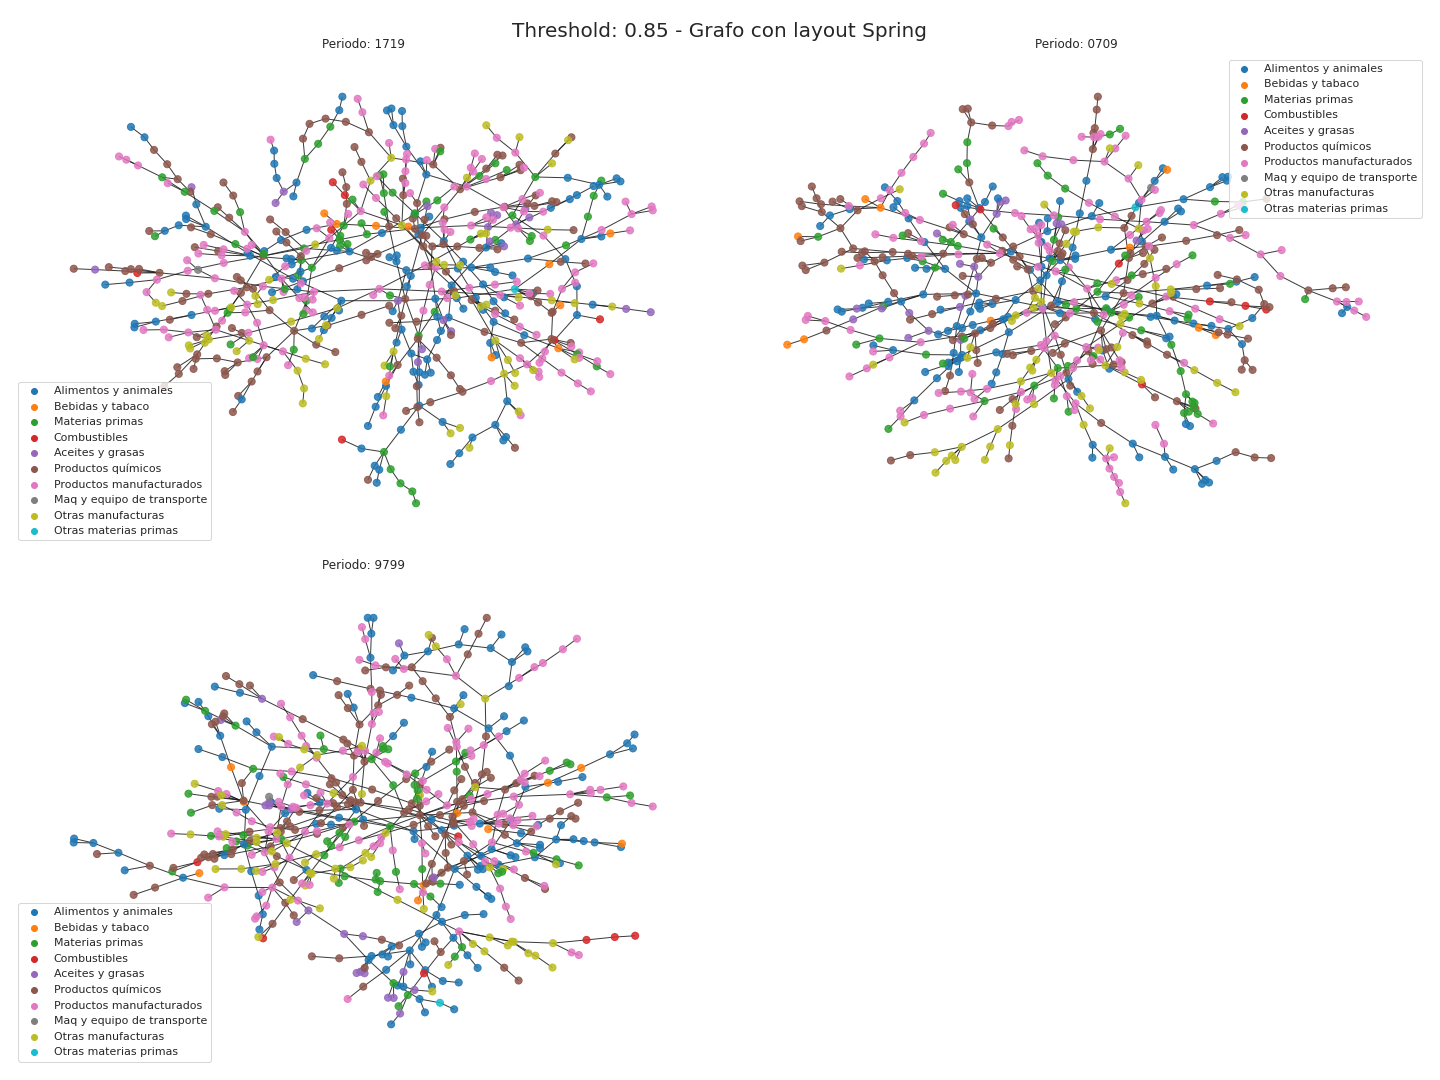 Threshold: 0.85 - Grafo con layout Spring
Periodo: 1719
Alimentos y animales
Bebidas y tabaco
Materias primas
Combustibles
Aceites y grasas
Productos químicos
Productos manufacturados
Maq y equipo de transporte
Otras manufacturas
Otras materias primas
Periodo: 0709
Alimentos y animales
Bebidas y tabaco
Materias primas
Combustibles
Aceites y grasas
Productos químicos
Productos manufacturados
Maq y equipo de transporte
Otras manufacturas
Otras materias primas
Periodo: 9799
Alimentos y animales
Bebidas y tabaco
Materias primas
Combustibles
Aceites y grasas
Productos químicos
Productos manufacturados
Maq y equipo de transporte
Otras manufacturas
Otras materias primas